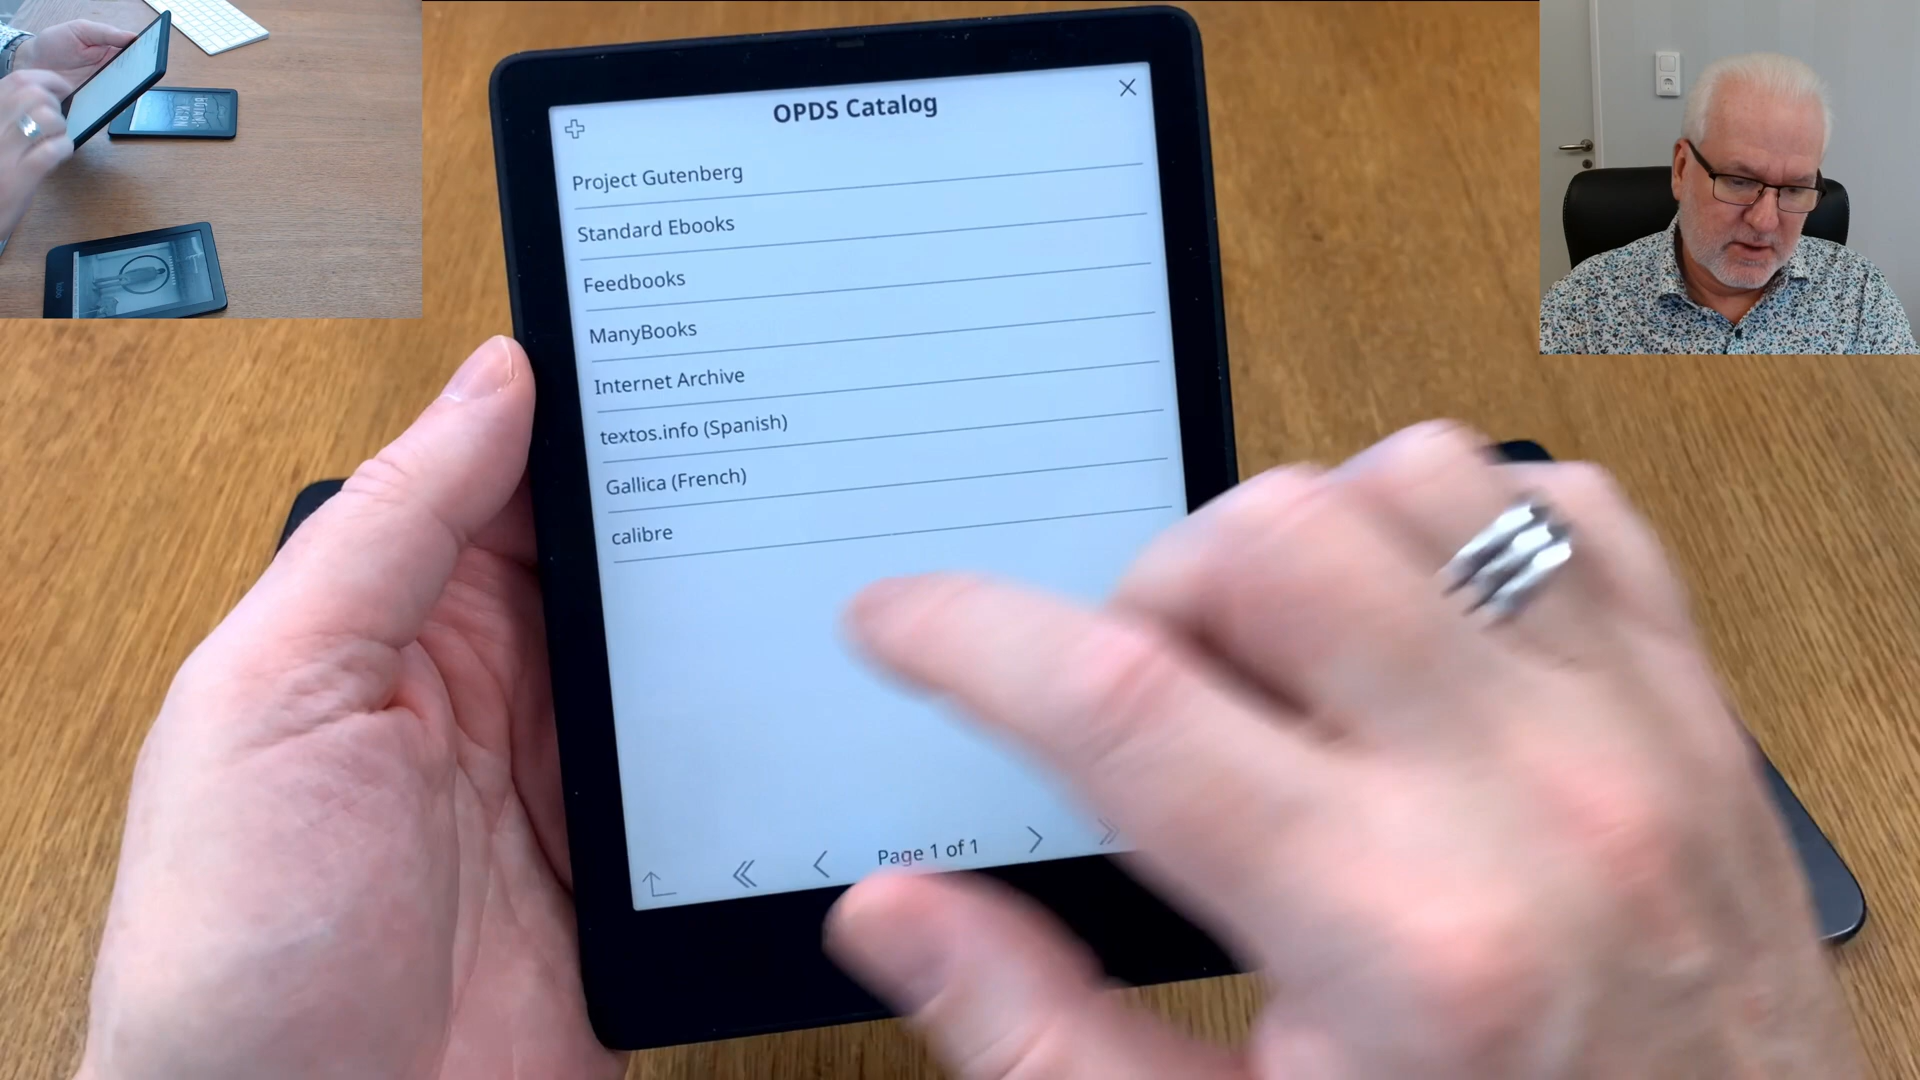 OPDS Catalog
Project Gutenberg
Standard Ebooks
Feedbooks
ManyBooks
Internet Archive
textos.info (Spanish)
Gallica (French)
calibre
Page 1 of 1